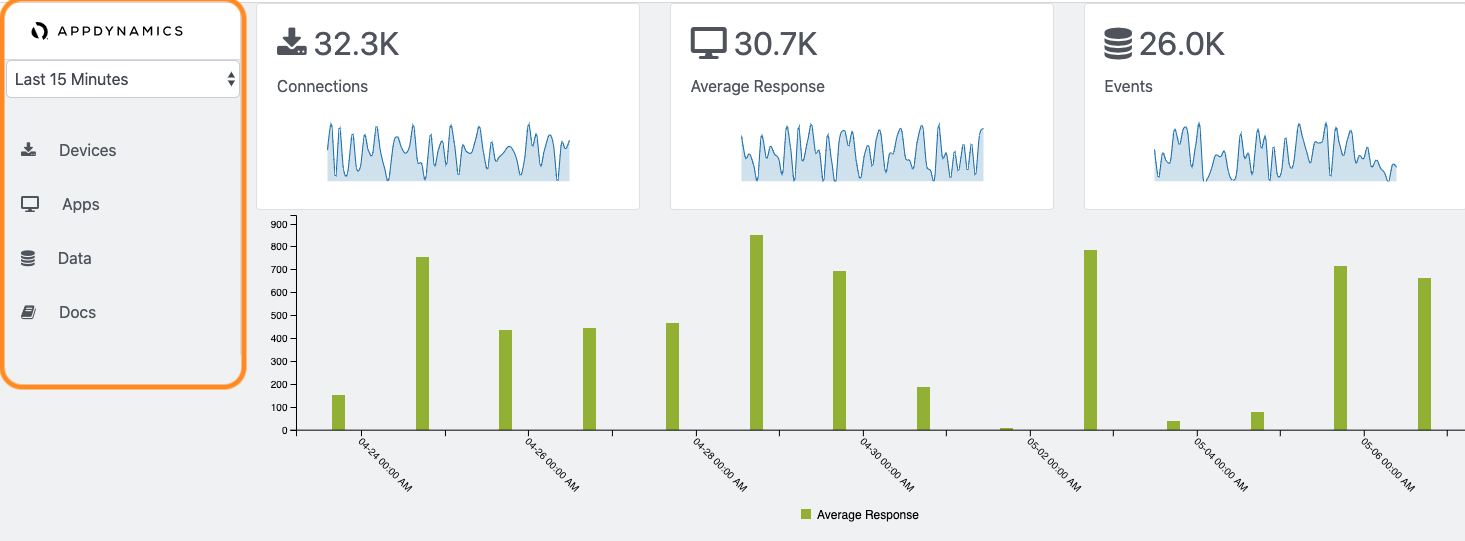 APPDYNAMICS
Last 15 Minutes
Devices
Apps
Data
Docs
32.3K
Connections
30.7K
Average Response
26.0K
Events
900
800
700
600
500
400
300
200
100
0
04-24 00:00 AM
04-26 00:00 AM
04-28 00:00 AM
04-30 00:00 AM
05-02 00:00 AM
05-04 00:00 AM
05-06 00:00 AM
Average Response